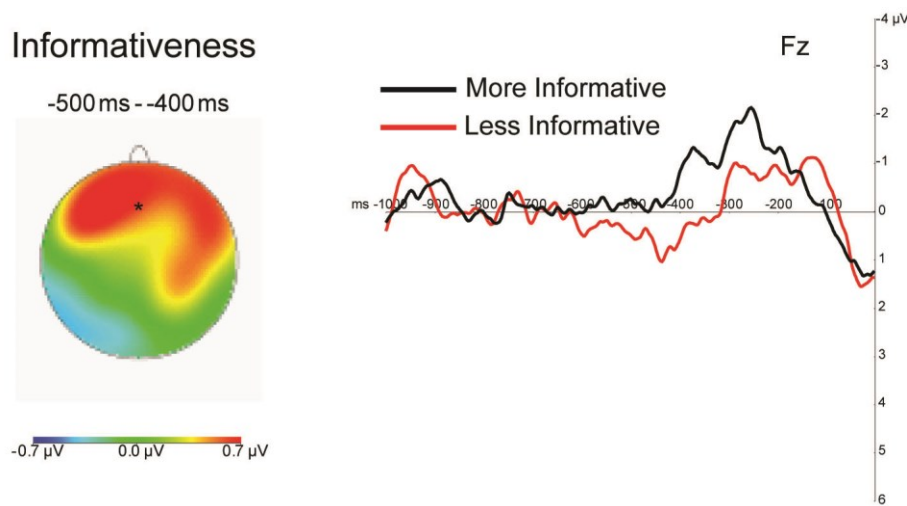 Informativeness
-500 ms - -400 ms
*
-0.7 µV 0.0 µV 0.7 µV
More Informative
Less Informative
Fz
ms -1000 -900 -800 -700 -600 -500 -400 -300 -200 -100
-4 µV
-3
-2
-1
0
1
2
3
4
5
6